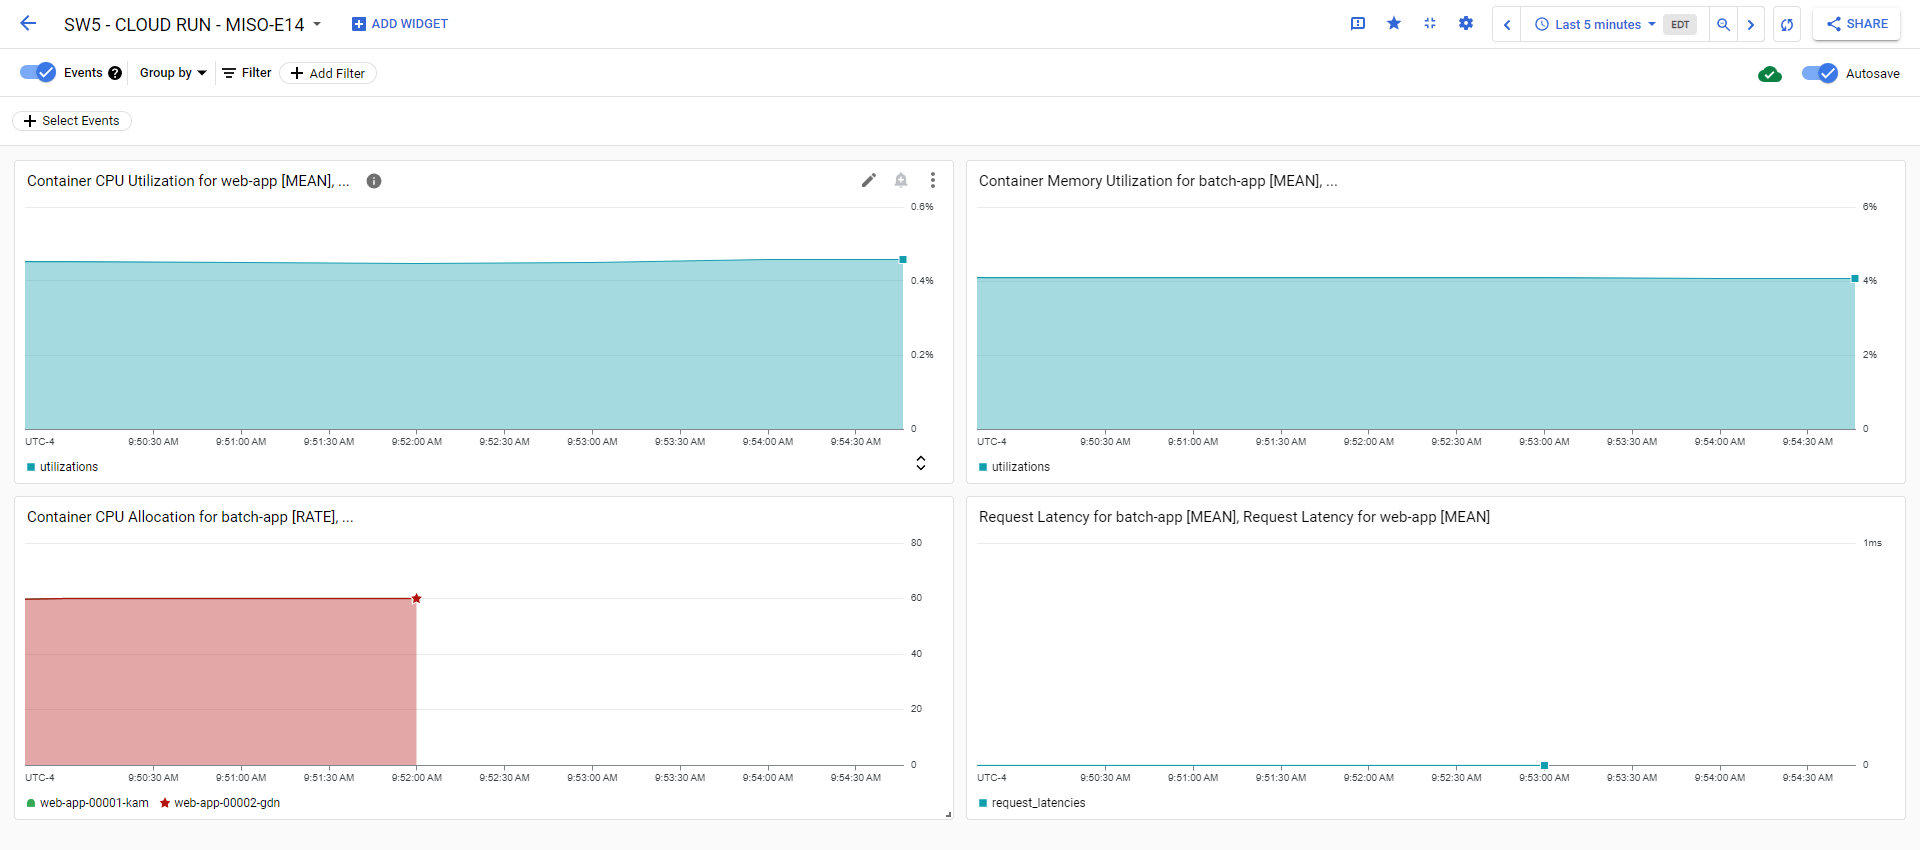 SW5 - CLOUD RUN - MISO-E14 ADD WIDGET Last 5 minutes EDT SHARE
Events Group by Filter Add Filter Autosave
Select Events
Container CPU Utilization for web-app [MEAN], ...
0.6%
0.4%
0.2%
0
UTC-4 9:50:30 AM 9:51:00 AM 9:51:30 AM 9:52:00 AM 9:52:30 AM 9:53:00 AM 9:53:30 AM 9:54:00 AM 9:54:30 AM
utilizations
Container Memory Utilization for batch-app [MEAN], ...
6%
4%
2%
0
UTC-4 9:50:30 AM 9:51:00 AM 9:51:30 AM 9:52:00 AM 9:52:30 AM 9:53:00 AM 9:53:30 AM 9:54:00 AM 9:54:30 AM
utilizations
Container CPU Allocation for batch-app [RATE], ...
80
60
40
20
0
UTC-4 9:50:30 AM 9:51:00 AM 9:51:30 AM 9:52:00 AM 9:52:30 AM 9:53:00 AM 9:53:30 AM 9:54:00 AM 9:54:30 AM
web-app-00001-kam web-app-00002-gdn
Request Latency for batch-app [MEAN], Request Latency for web-app [MEAN]
1ms
0
UTC-4 9:50:30 AM 9:51:00 AM 9:51:30 AM 9:52:00 AM 9:52:30 AM 9:53:00 AM 9:53:30 AM 9:54:00 AM 9:54:30 AM
request_latencies